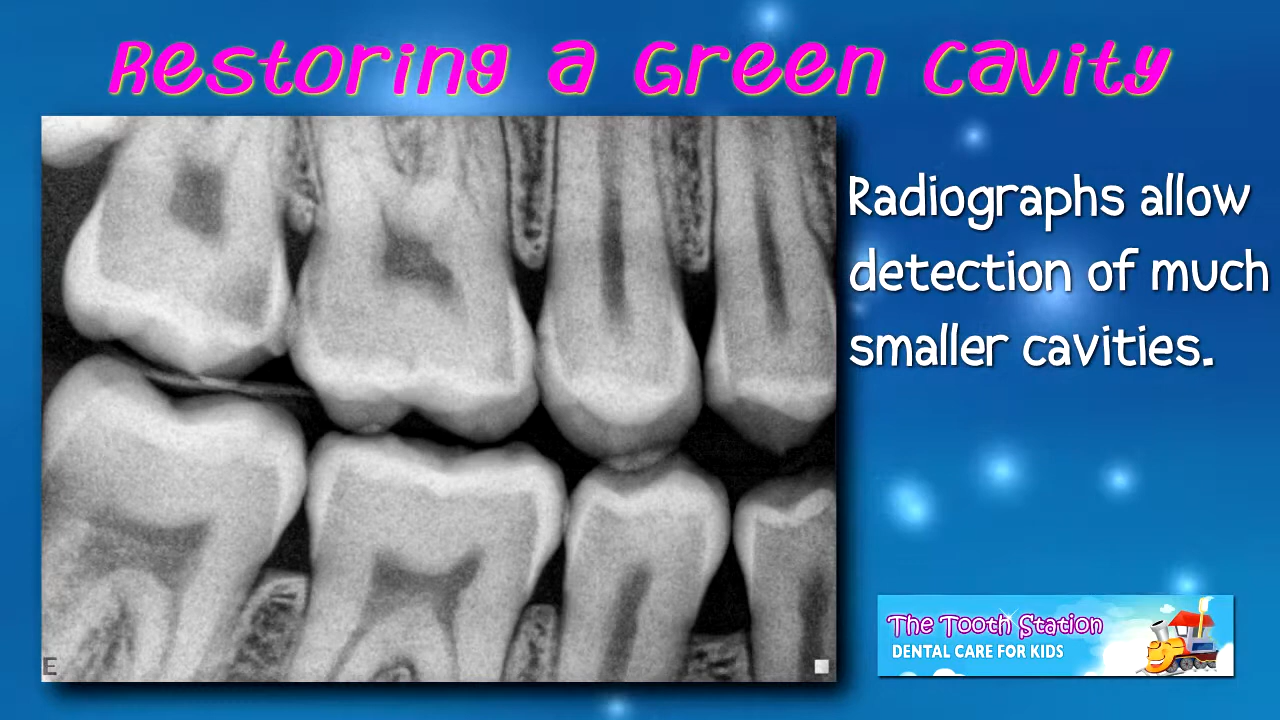 Restoring a Green Cavity
Radiographs allow
detection of much
smaller cavities.
E
The Tooth Station
DENTAL CARE FOR KIDS